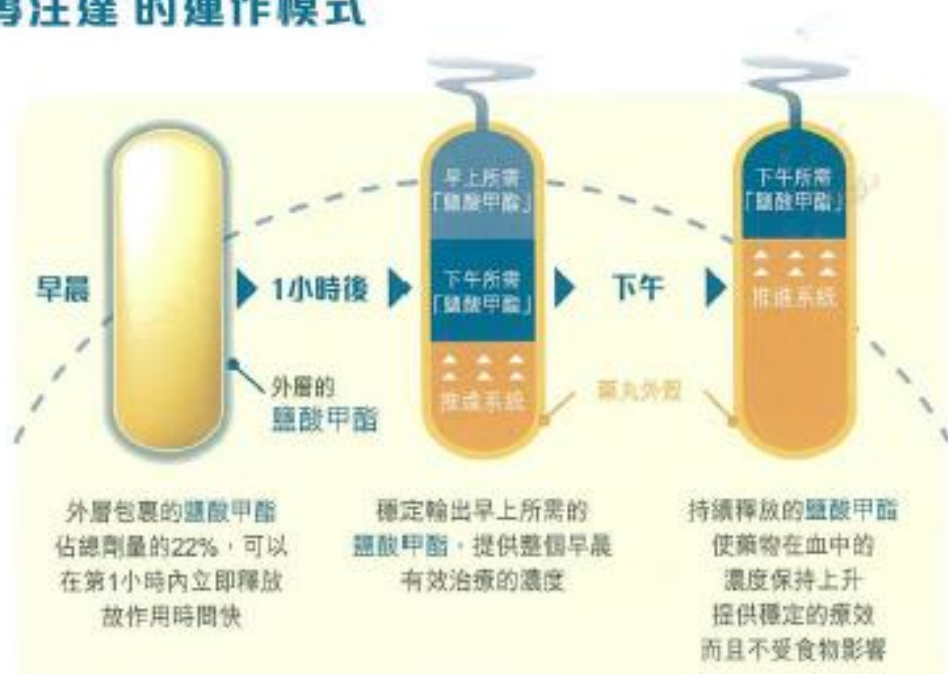 專注達 的運作模式
早晨
1小時後
下午
外層的
鹽酸甲酯
早上所需
「鹽酸甲酯」
下午所需
「鹽酸甲酯」
推進系統
藥丸外殼
下午所需
「鹽酸甲酯」
推進系統
外層包裹的鹽酸甲酯
佔總劑量的22%,可以
在第1小時內立即釋放
故作用時間快
穩定輸出早上所需的
鹽酸甲酯,提供整個早晨
有效治療的濃度
持續釋放的鹽酸甲酯
使藥物在血中的
濃度保持上升
提供穩定的療效
而且不受食物影響